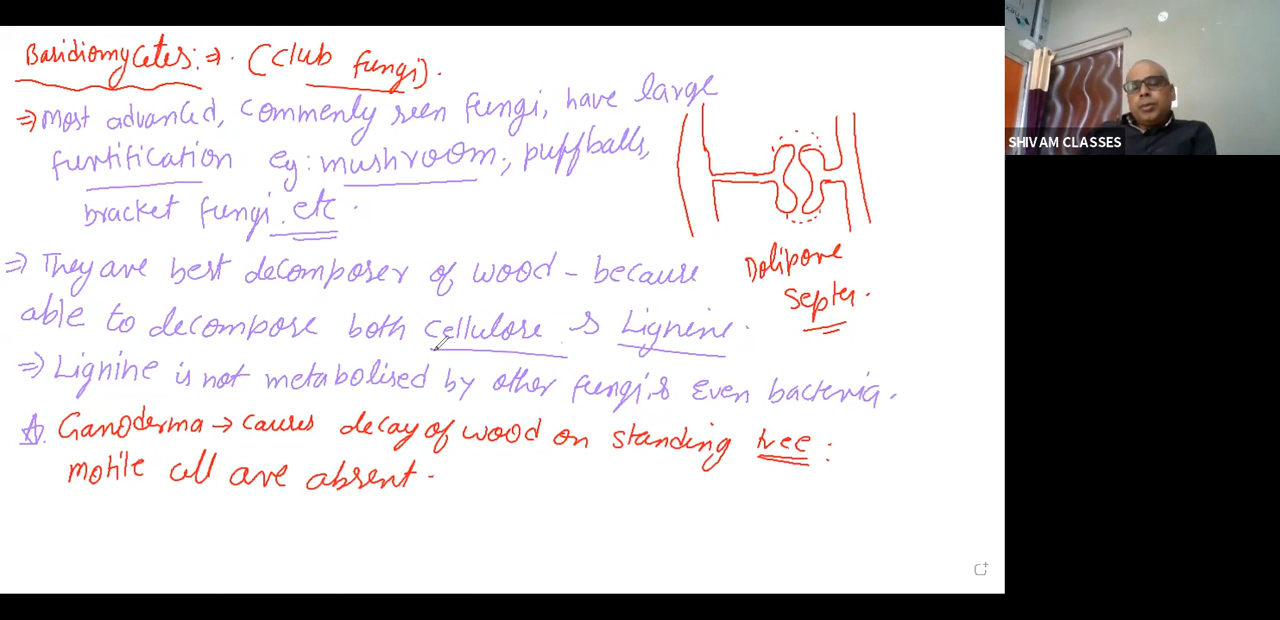 Basidiomycetes :⇒ . (Club fungi).
⇒ Most advanced, commenly seen fungi, have large
furtification eg: mushroom, puffballs,
bracket fungi. etc.
⇒ They are best decomposer of wood – because
able to decompose both cellulose & Lignine.
⇒ Lignine is not metabolised by other fungi & Even bacteria.
Ganoderma → causes decay of wood on standing tree :
motile cell are absent.
Dolipore
Septa.
SHIVAM CLASSES